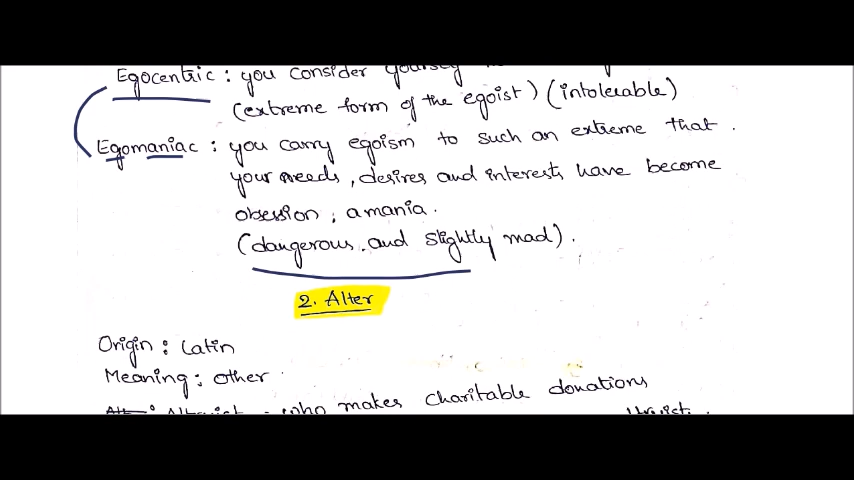 Egocentric : you consider yourself
(extreme form of the egoist) (intolerable)
Egomaniac : you carry egoism to such an extreme that.
your needs, desires and interests have become
obsession, a mania.
(dangerous and slightly mad).
2. Alter
Origin : Latin
Meaning : other
Altruist : who makes charitable donations